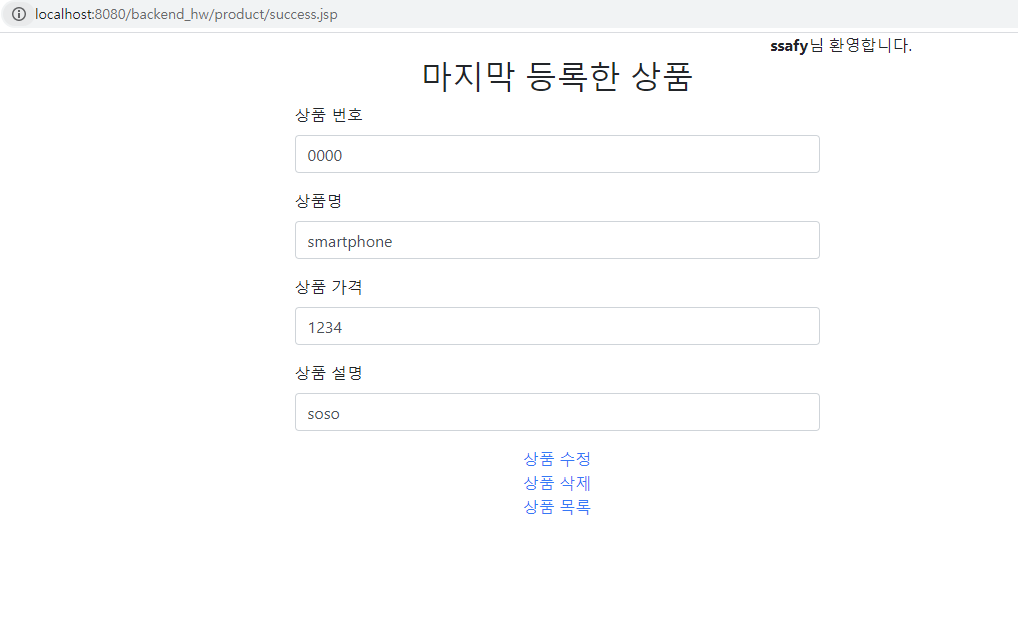 localhost:8080/backend_hw/product/success.jsp
ssafy님 환영합니다.
마지막 등록한 상품
상품 번호
0000
상품명
smartphone
상품 가격
1234
상품 설명
soso
상품 수정
상품 삭제
상품 목록